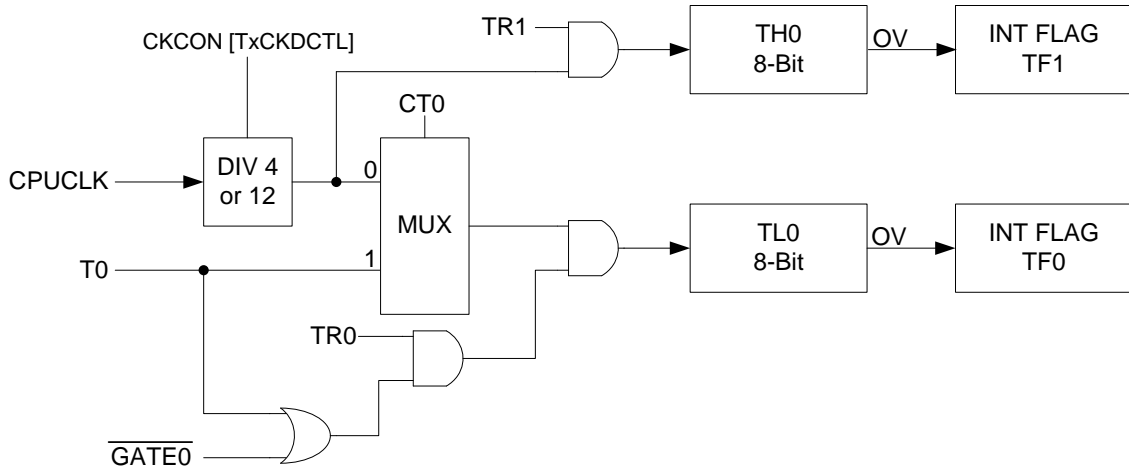 TR1
TH0
8-Bit
OV
INT FLAG
TF1
CKCON [TxCKDCTL]
CT0
CPUCLK
DIV 4
or 12
0
MUX
TL0
8-Bit
OV
INT FLAG
TF0
T0
1
TR0
GATE0